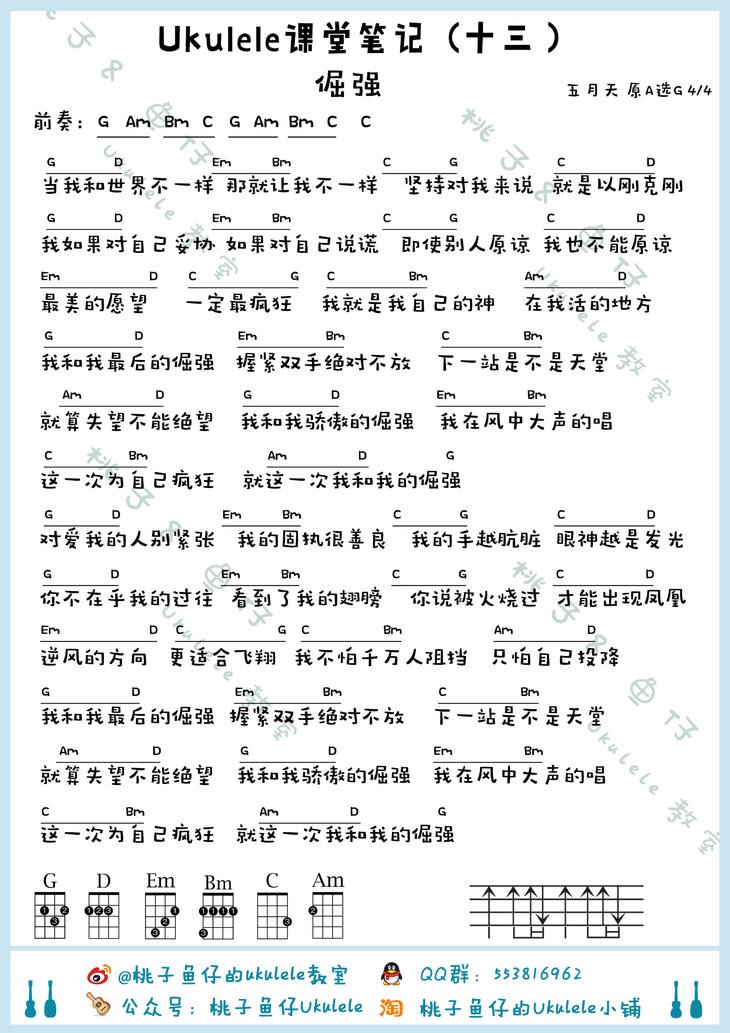 Ukulele课堂笔记（十三）
倔强
五月天 原A选G 4/4
前奏: G Am Bm C G Am Bm C C
G D Em Bm C G C D
当我和世界不一样 那就让我不一样 坚持对我来说 就是以刚克刚
G D Em Bm C G C D
我如果对自己妥协 如果对自己说谎 即使别人原谅 我也不能原谅
Em D C G C Bm Am D
最美的愿望 一定最疯狂 我就是我自己的神 在我活的地方
G D Em Bm C Bm
我和我最后的倔强 握紧双手绝对不放 下一站是不是天堂
Am D G D Em Bm
就算失望不能绝望 我和我骄傲的倔强 我在风中大声的唱
C Bm Am D G
这一次为自己疯狂 就这一次我和我的倔强
G D Em Bm C G C D
对爱我的人别紧张 我的固执很善良 我的手越肮脏 眼神越是发光
G D Em Bm C G C D
你不在乎我的过往 看到了我的翅膀 你说被火烧过 才能出现凤凰
Em D C G C Bm Am D
逆风的方向 更适合飞翔 我不怕千万人阻挡 只怕自己投降
G D Em Bm C Bm
我和我最后的倔强 握紧双手绝对不放 下一站是不是天堂
Am D G D Em Bm
就算失望不能绝望 我和我骄傲的倔强 我在风中大声的唱
C Bm Am D G
这一次为自己疯狂 就这一次我和我的倔强
G D Em Bm C Am
@桃子鱼仔的ukulele教室 QQ群: 553816962
公众号: 桃子鱼仔Ukulele 淘 桃子鱼仔的Ukulele小铺
桃子&鱼仔
Ukulele教室